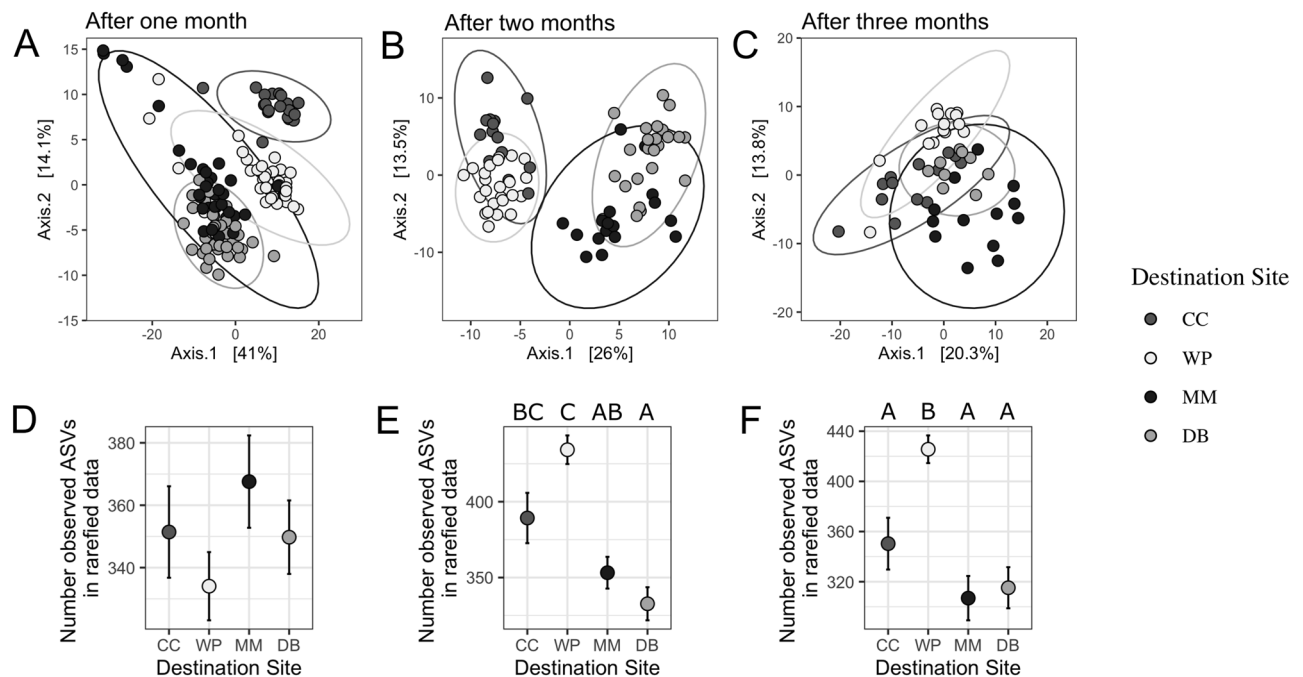 After one month
After two months
After three months
A
B
C
15
10
5
0
-5
-10
-15
Axis.2 [14.1%]
-20
0
20
Axis.1 [41%]
10
0
-10
Axis.2 [13.5%]
-10
-5
0
5
10
Axis.1 [26%]
20
10
0
-10
-20
Axis.2 [13.8%]
-20
-10
0
10
20
Axis.1 [20.3%]
Destination Site
CC
WP
MM
DB
D
Number observed ASVs
in rarefied data
380
360
340
CC WP MM DB
Destination Site
E
BC C AB A
Number observed ASVs
in rarefied data
400
350
CC WP MM DB
Destination Site
F
A B A A
Number observed ASVs
in rarefied data
440
400
360
320
CC WP MM DB
Destination Site